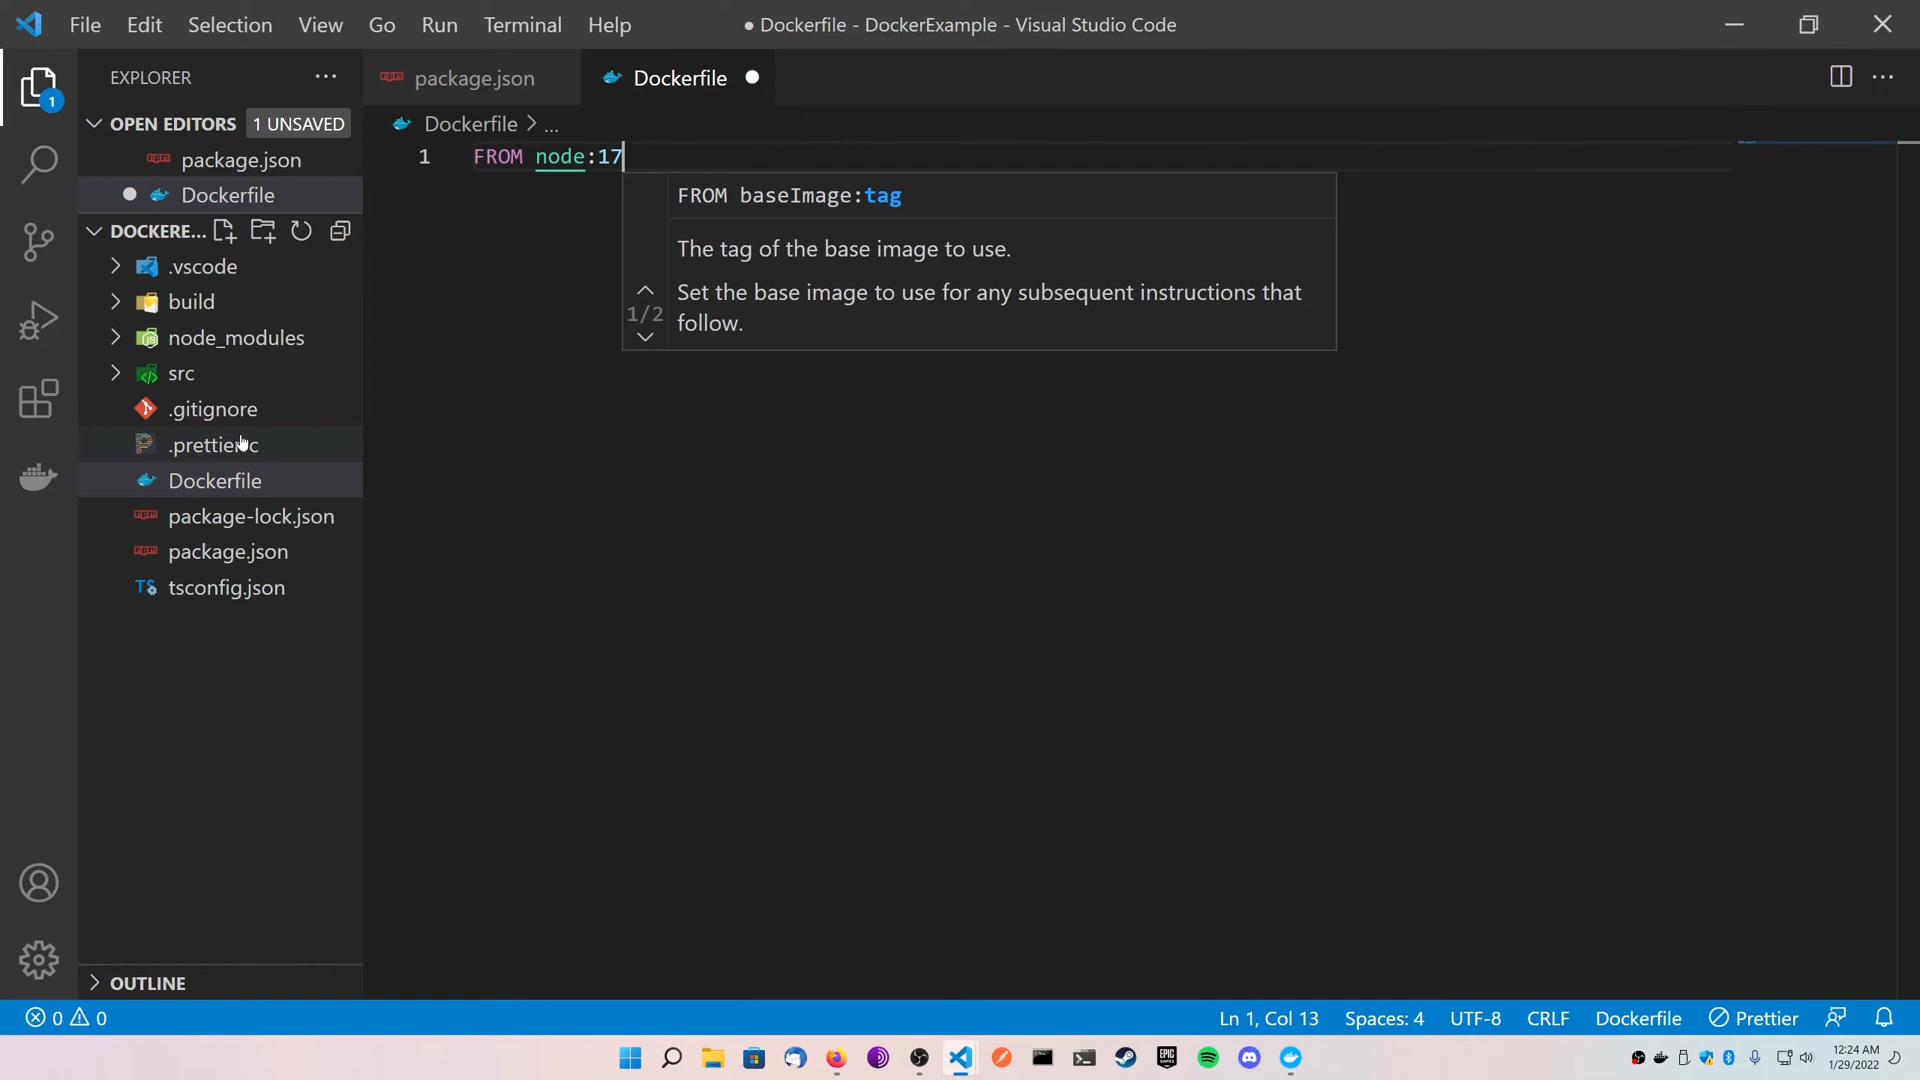 File Edit Selection View Go Run Terminal Help
● Dockerfile - DockerExample - Visual Studio Code
EXPLORER
package.json
Dockerfile
1
OPEN EDITORS 1 UNSAVED
Dockerfile > ...
package.json
1 FROM node:17
Dockerfile
FROM baseImage:tag
DOCKERE...
The tag of the base image to use.
.vscode
Set the base image to use for any subsequent instructions that
follow.
1/2
build
node_modules
src
.gitignore
.prettierrc
Dockerfile
package-lock.json
package.json
TS tsconfig.json
OUTLINE
0 0
Ln 1, Col 13 Spaces: 4 UTF-8 CRLF Dockerfile Prettier
EPIC GAMES
12:24 AM
1/29/2022